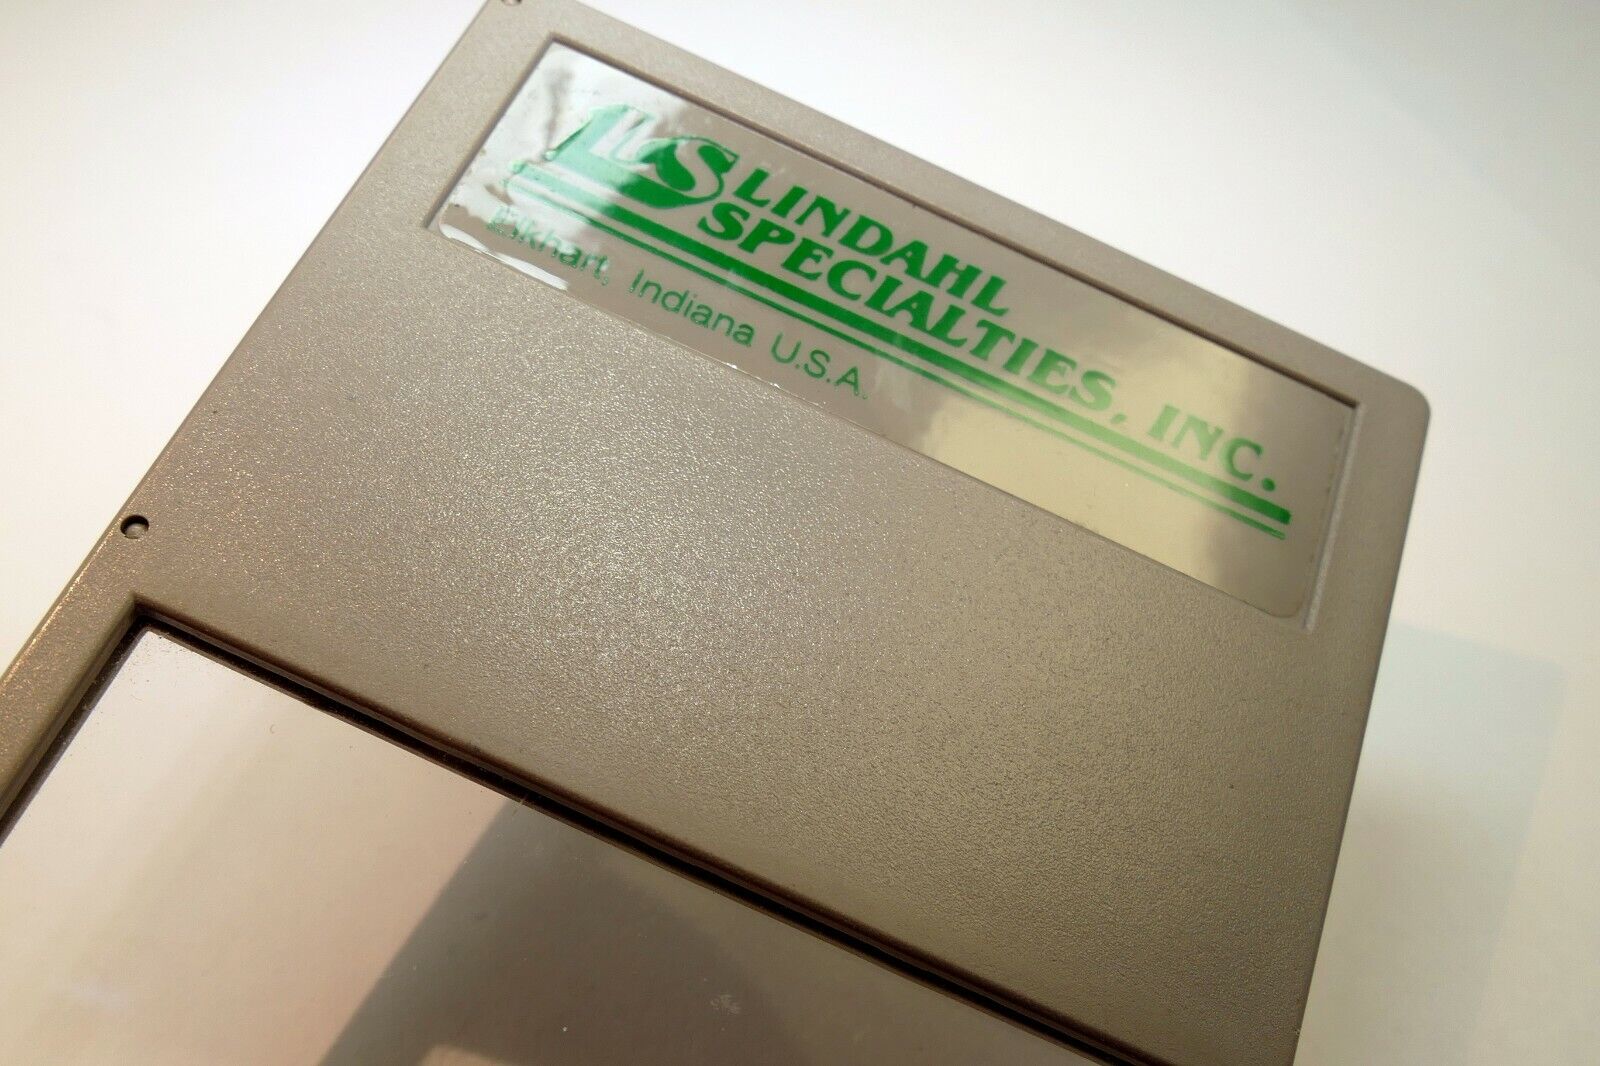 LS LINDAHL
SPECIALTIES, INC.
Elkhart, Indiana U.S.A.